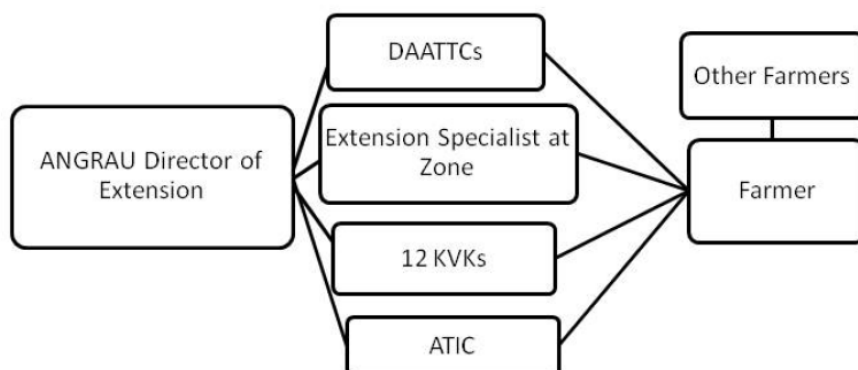 DAATTCs
Other Farmers
Extension Specialist at
Zone
ANGRAU Director of
Extension
Farmer
12 KVKs
ATIC